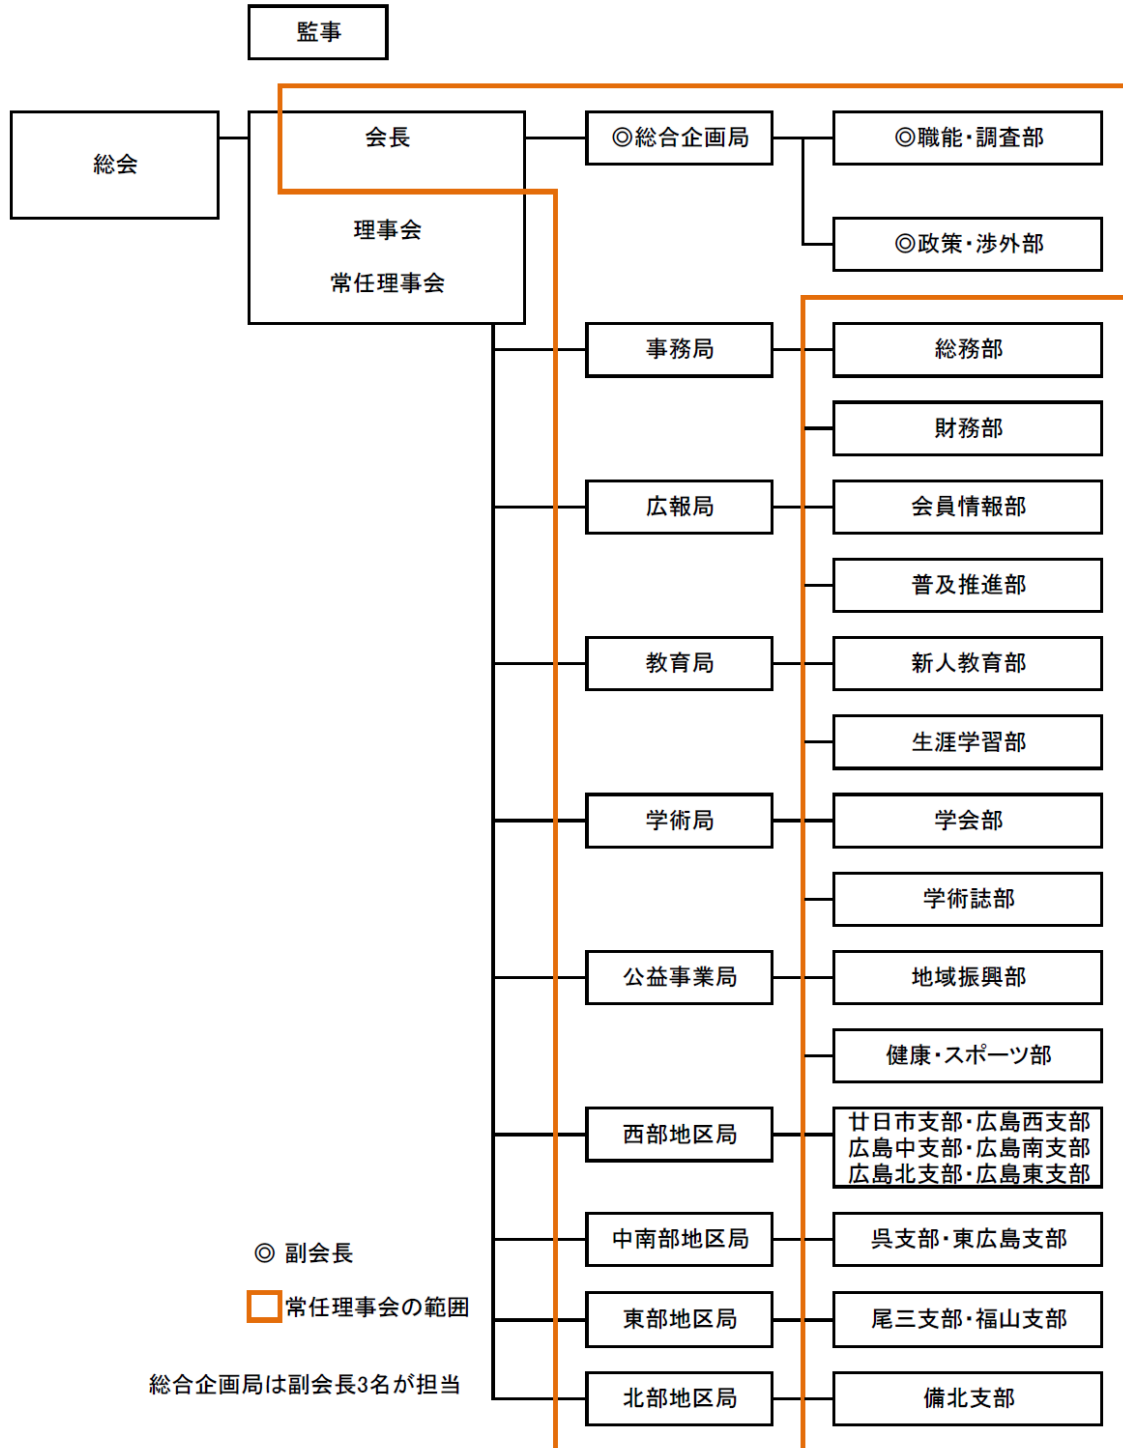 監事
総会
会長
理事会
常任理事会
◎総合企画局
◎職能・調査部
◎政策・渉外部
事務局
総務部
財務部
広報局
会員情報部
普及推進部
教育局
新人教育部
生涯学習部
学術局
学会部
学術誌部
公益事業局
地域振興部
健康・スポーツ部
西部地区局
廿日市支部・広島西支部
広島中支部・広島南支部
広島北支部・広島東支部
中南部地区局
呉支部・東広島支部
東部地区局
尾三支部・福山支部
北部地区局
備北支部
◎ 副会長
常任理事会の範囲
総合企画局は副会長3名が担当